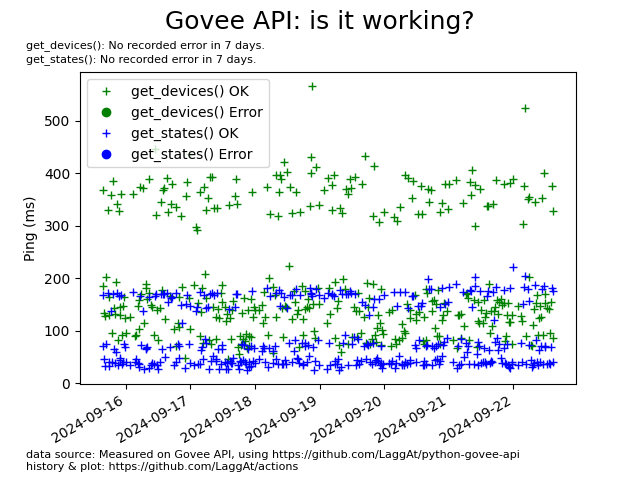 Govee API: is it working?
get_devices(): No recorded error in 7 days.
get_states(): No recorded error in 7 days.
get_devices() OK
get_devices() Error
get_states() OK
get_states() Error
Ping (ms)
500
400
300
200
100
0
2024-09-16
2024-09-17
2024-09-18
2024-09-19
2024-09-20
2024-09-21
2024-09-22
data source: Measured on Govee API, using https://github.com/LaggAt/python-govee-api
history & plot: https://github.com/LaggAt/actions